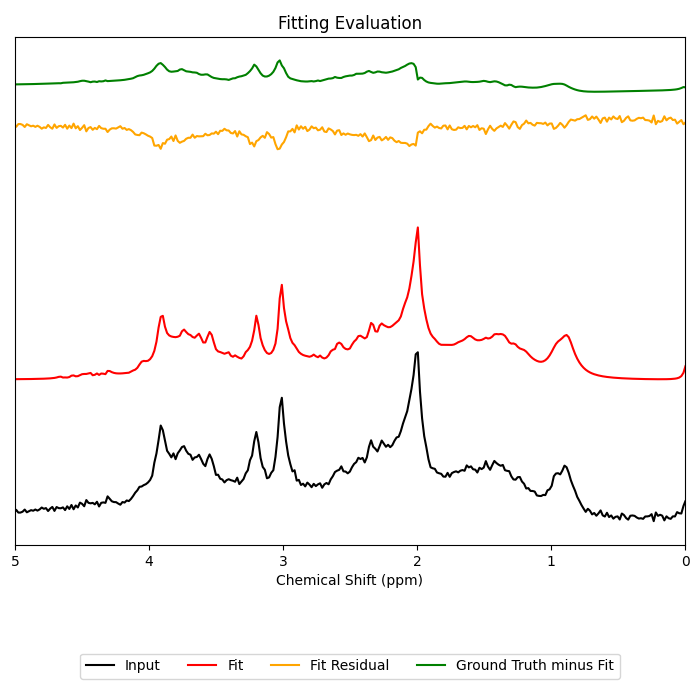 Fitting Evaluation
5 4 3 2 1 0
Chemical Shift (ppm)
Input Fit Fit Residual Ground Truth minus Fit